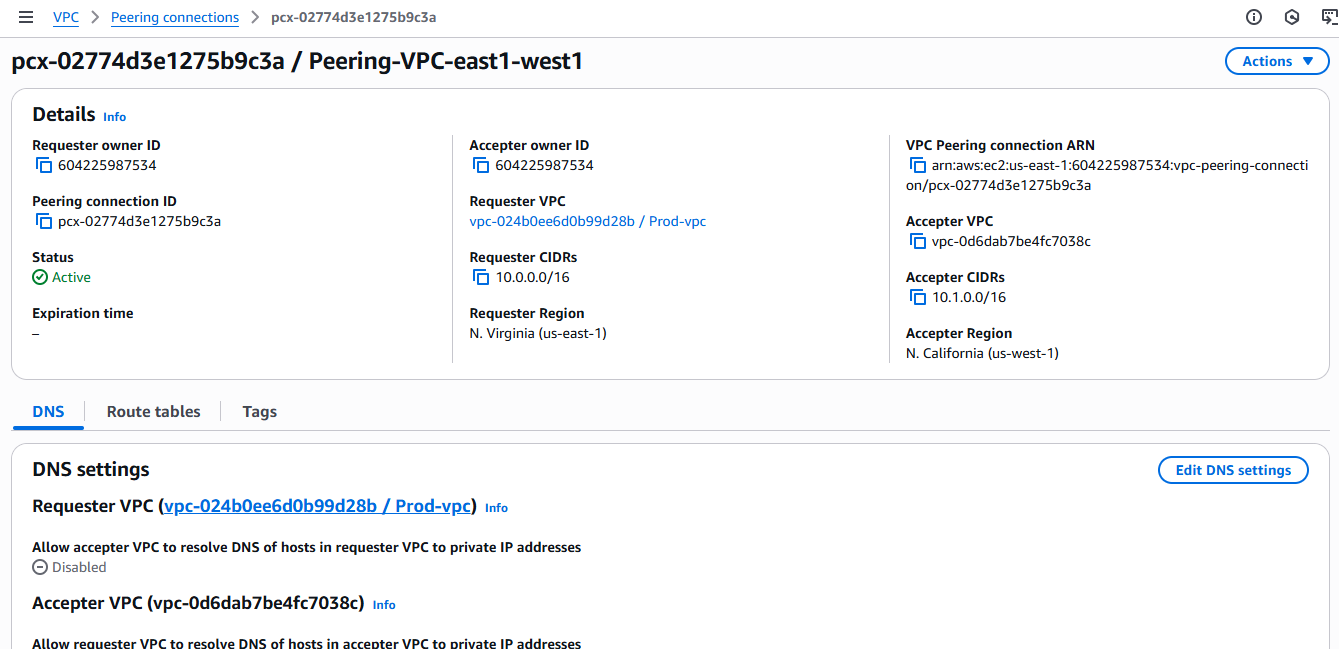 VPC > Peering connections > pcx-02774d3e1275b9c3a
pcx-02774d3e1275b9c3a / Peering-VPC-east1-west1
Actions
Details Info
Requester owner ID
604225987534
Peering connection ID
pcx-02774d3e1275b9c3a
Status
Active
Expiration time
–
Accepter owner ID
604225987534
Requester VPC
vpc-024b0ee6d0b99d28b / Prod-vpc
Requester CIDRs
10.0.0.0/16
Requester Region
N. Virginia (us-east-1)
VPC Peering connection ARN
arn:aws:ec2:us-east-1:604225987534:vpc-peering-connecti
on/pcx-02774d3e1275b9c3a
Accepter VPC
vpc-0d6dab7be4fc7038c
Accepter CIDRs
10.1.0.0/16
Accepter Region
N. California (us-west-1)
DNS
Route tables
Tags
DNS settings
Edit DNS settings
Requester VPC (vpc-024b0ee6d0b99d28b / Prod-vpc) Info
Allow accepter VPC to resolve DNS of hosts in requester VPC to private IP addresses
Disabled
Accepter VPC (vpc-0d6dab7be4fc7038c) Info
Allow requester VPC to resolve DNS of hosts in accepter VPC to private IP addresses